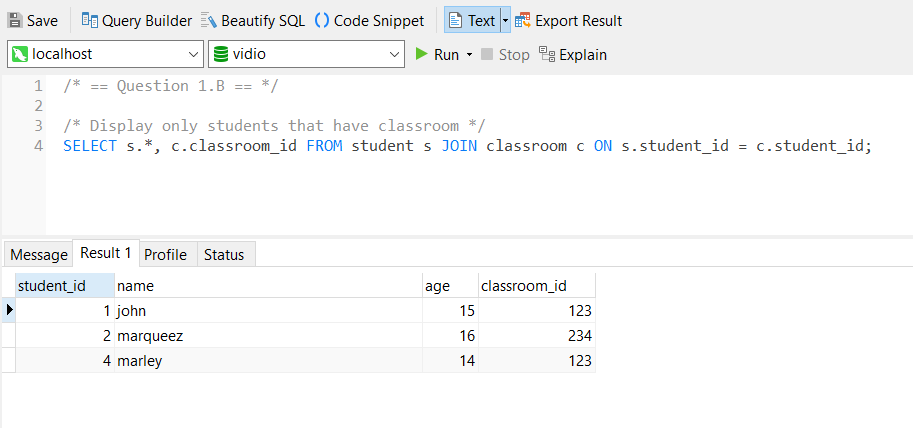 Save Query Builder Beautify SQL () Code Snippet Text Export Result
localhost vidio Run Stop Explain
1 /* == Question 1.B == */
2
3 /* Display only students that have classroom */
4 SELECT s.*, c.classroom_id FROM student s JOIN classroom c ON s.student_id = c.student_id;
Message Result 1 Profile Status
student_id name age classroom_id
1 john 15 123
2 marqueez 16 234
4 marley 14 123